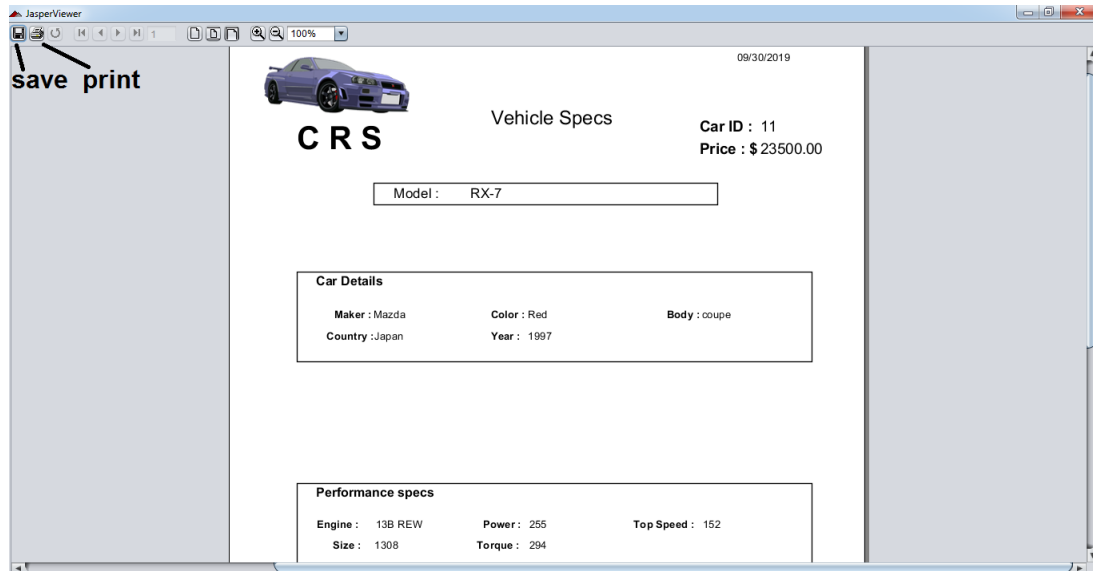 JasperViewer
1 100%
save print
09/30/2019
C R S
Vehicle Specs
Car ID : 11
Price : $ 23500.00
Model : RX-7
Car Details
Maker : Mazda Color : Red Body : coupe
Country :Japan Year : 1997
Performance specs
Engine : 13B REW Power : 255 Top Speed : 152
Size : 1308 Torque : 294